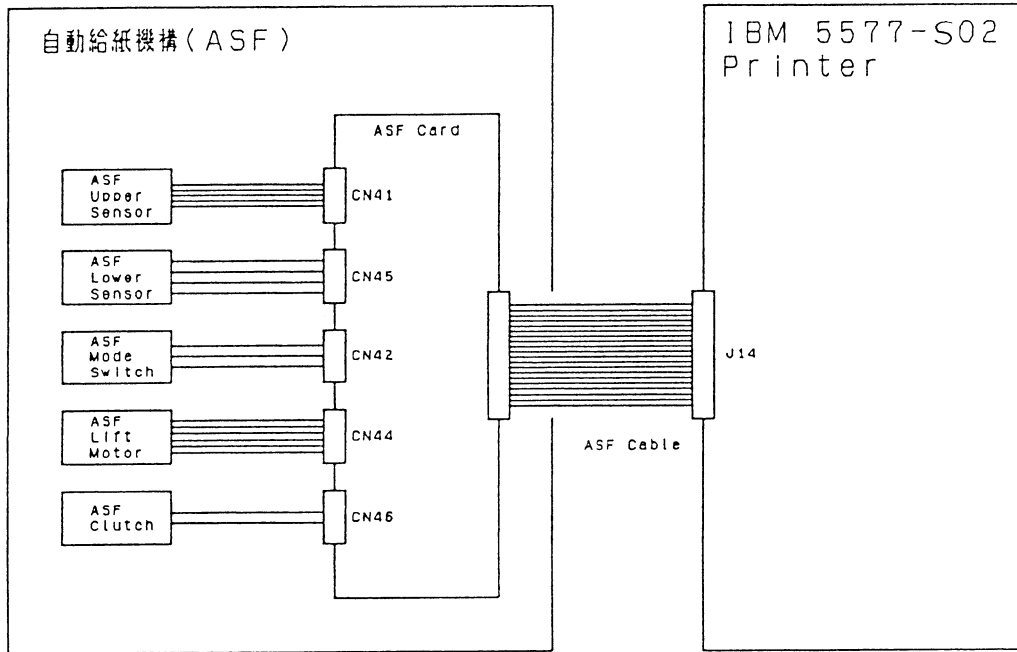 自動給紙機構(ASF)
IBM 5577-S02
Printer
ASF Card
ASF
Upper
Sensor
CN41
ASF
Lower
Sensor
CN45
ASF
Mode
Switch
CN42
J14
ASF
Lift
Motor
CN44
ASF Cable
ASF
Clutch
CN46